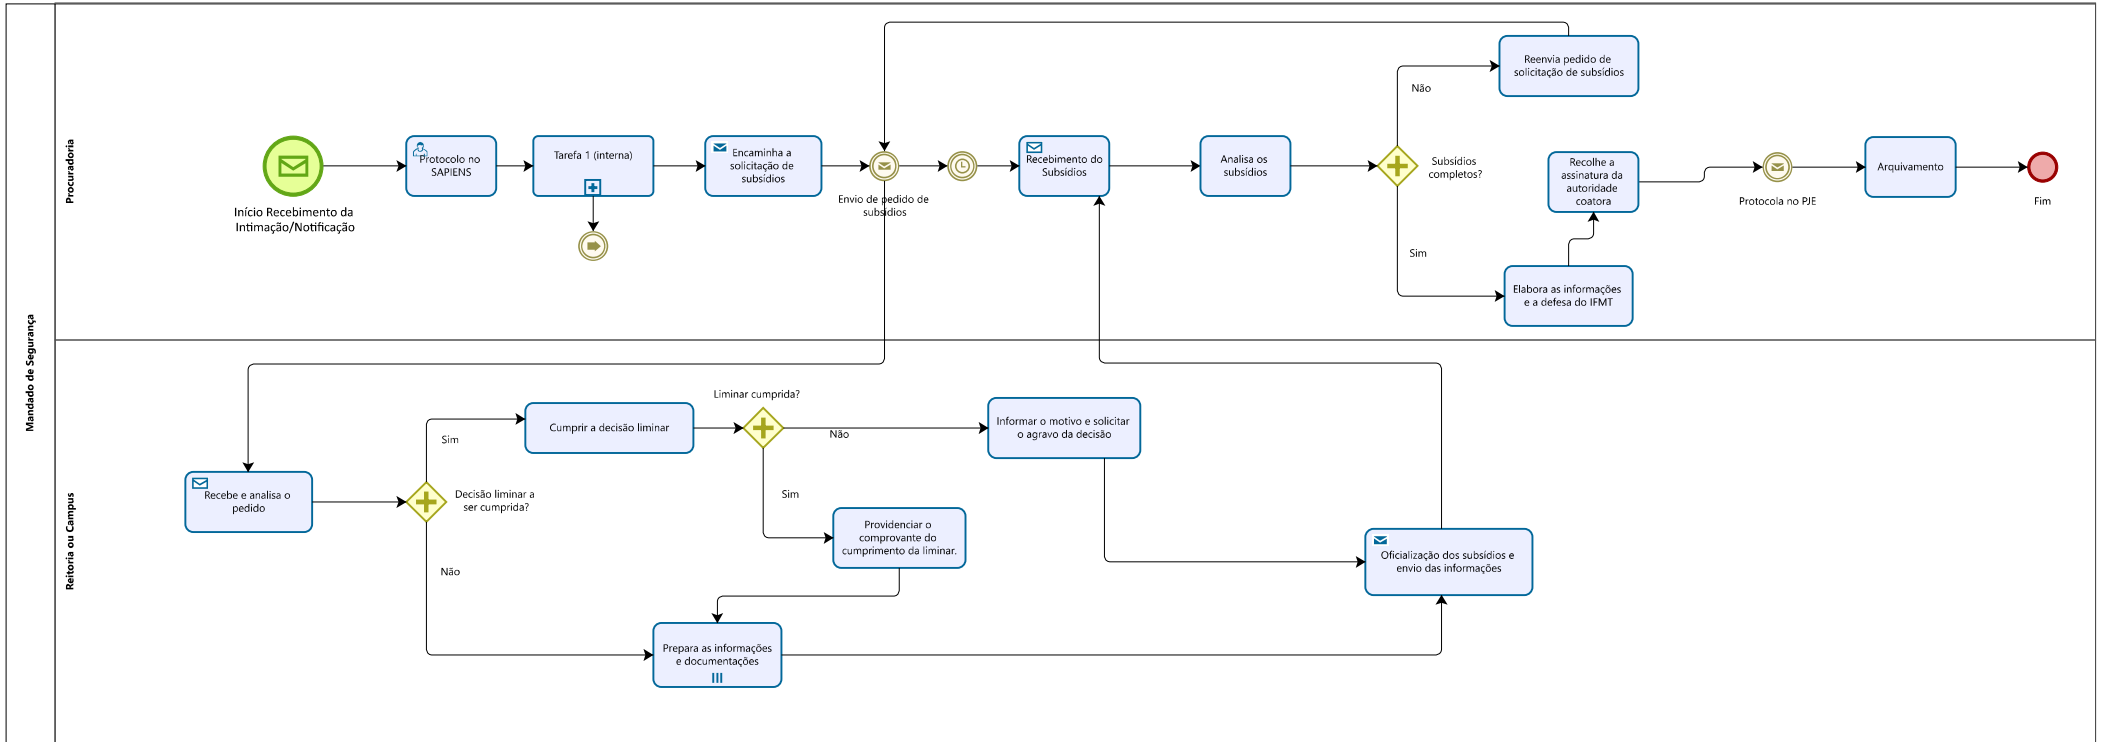 Mandado de Segurança
Procuradoria
Início Recebimento da
Intimação/Notificação
Protocolo no
SAPIENS
Tarefa 1 (interna)
Encaminha a
solicitação de
subsídios
Envio de pedido de
subsídios
Recebimento do
Subsídios
Analisa os
subsídios
Subsídios
completos?
Não
Reenvia pedido de
solicitação de subsídios
Sim
Elabora as informações
e a defesa do IFMT
Recolhe a
assinatura da
autoridade
coatora
Protocola no PJE
Arquivamento
Fim
Reitoria ou Campus
Recebe e analisa o
pedido
Decisão liminar a
ser cumprida?
Sim
Cumprir a decisão liminar
Liminar cumprida?
Não
Informar o motivo e solicitar
o agravo da decisão
Sim
Providenciar o
comprovante do
cumprimento da liminar.
Não
Prepara as informações
e documentações
Oficialização dos subsídios e
envio das informações